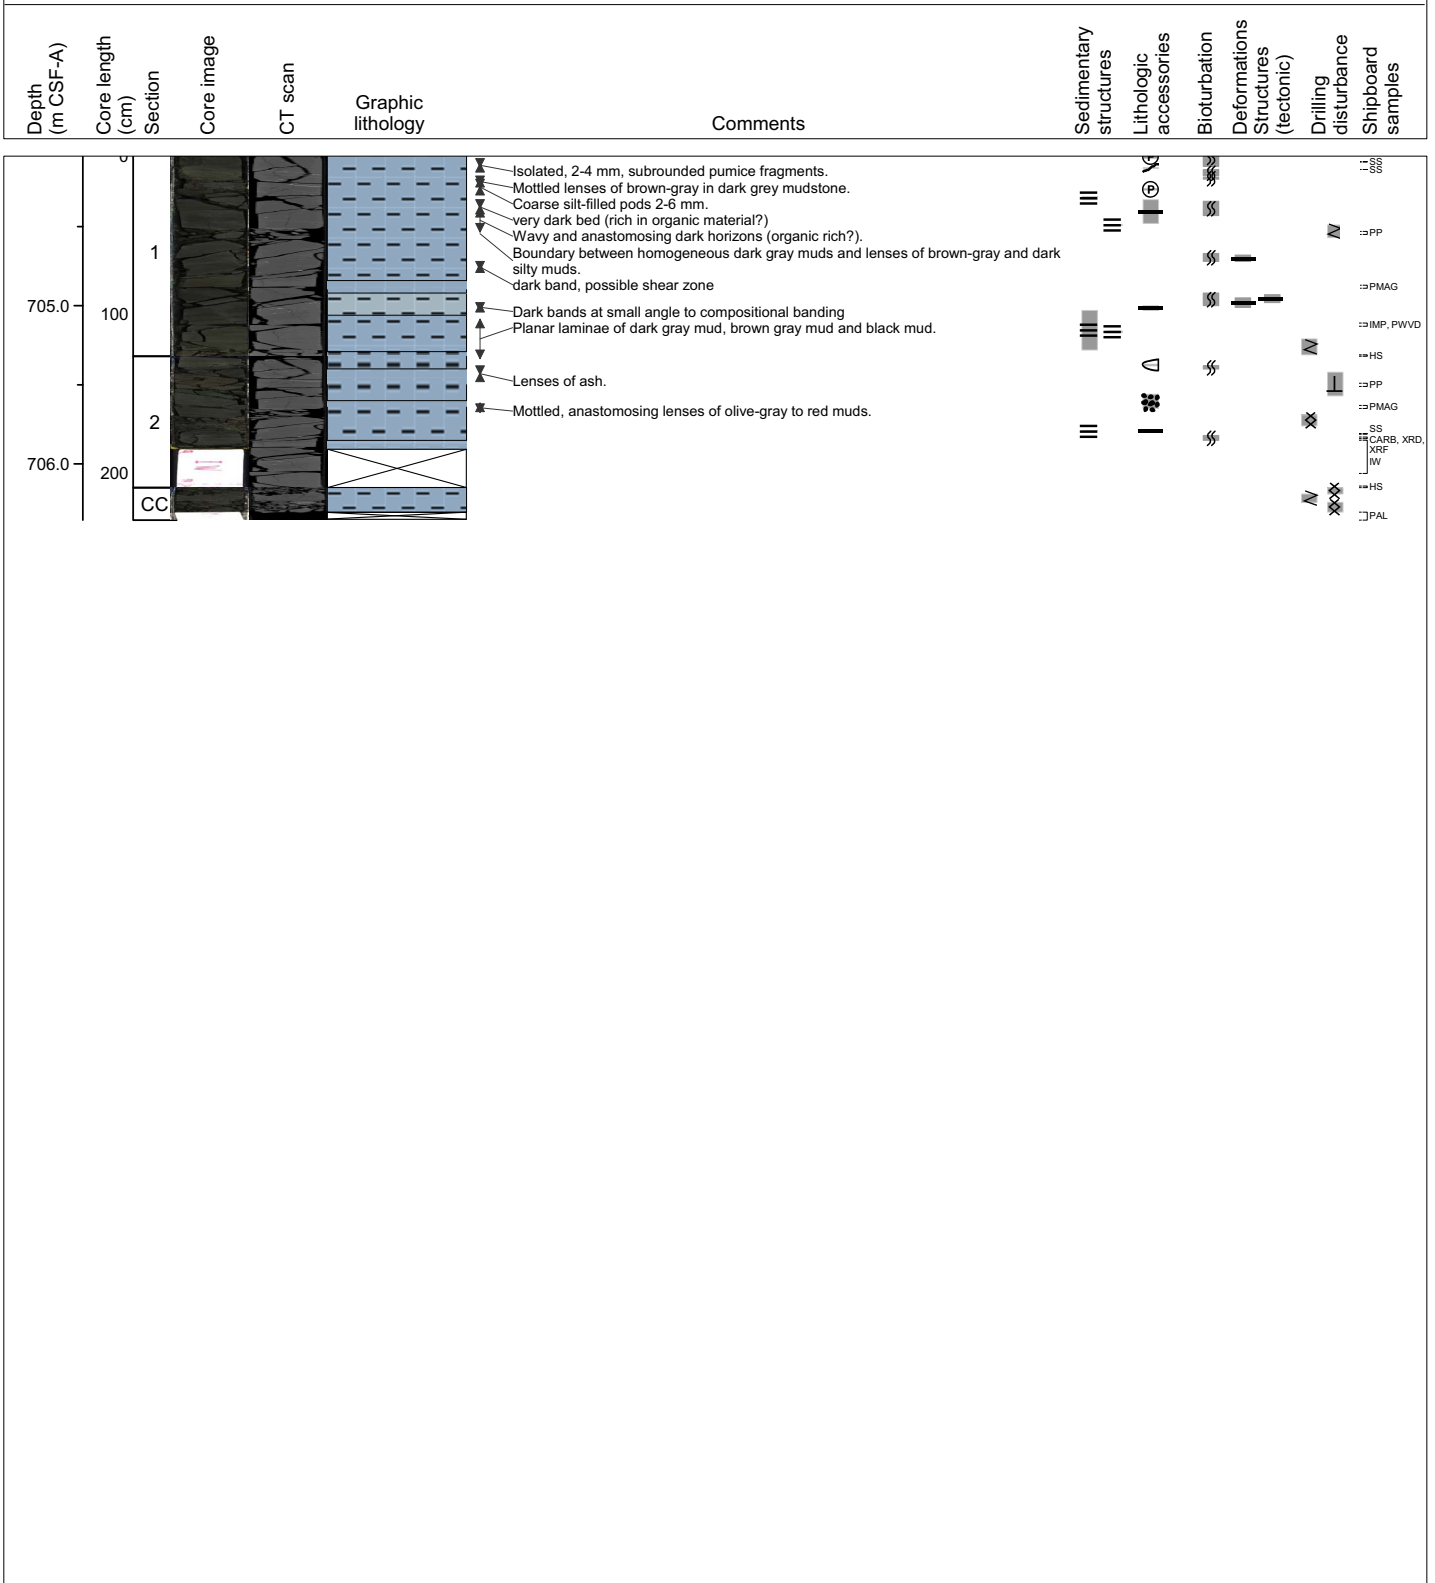 Depth
(m CSF-A)
Core length
(cm)
Section
Core image
CT scan
Graphic
lithology
Comments
Sedimentary
structures
Lithologic
accessories
Bioturbation
Deformations
Structures
(tectonic)
Drilling
disturbance
Shipboard
samples
0
Isolated, 2-4 mm, subrounded pumice fragments.
Mottled lenses of brown-gray in dark grey mudstone.
Coarse silt-filled pods 2-6 mm.
very dark bed (rich in organic material?)
Wavy and anastomosing dark horizons (organic rich?).
Boundary between homogeneous dark gray muds and lenses of brown-gray and dark
silty muds.
dark band, possible shear zone
Dark bands at small angle to compositional banding
Planar laminae of dark gray mud, brown gray mud and black mud.
Lenses of ash.
Mottled, anastomosing lenses of olive-gray to red muds.
1
705.0
100
2
706.0
200
CC
P
P
SS
SS
PP
PMAG
IMP, PWVD
HS
PP
PMAG
SS
CARB, XRD,
XRF
IW
HS
PAL